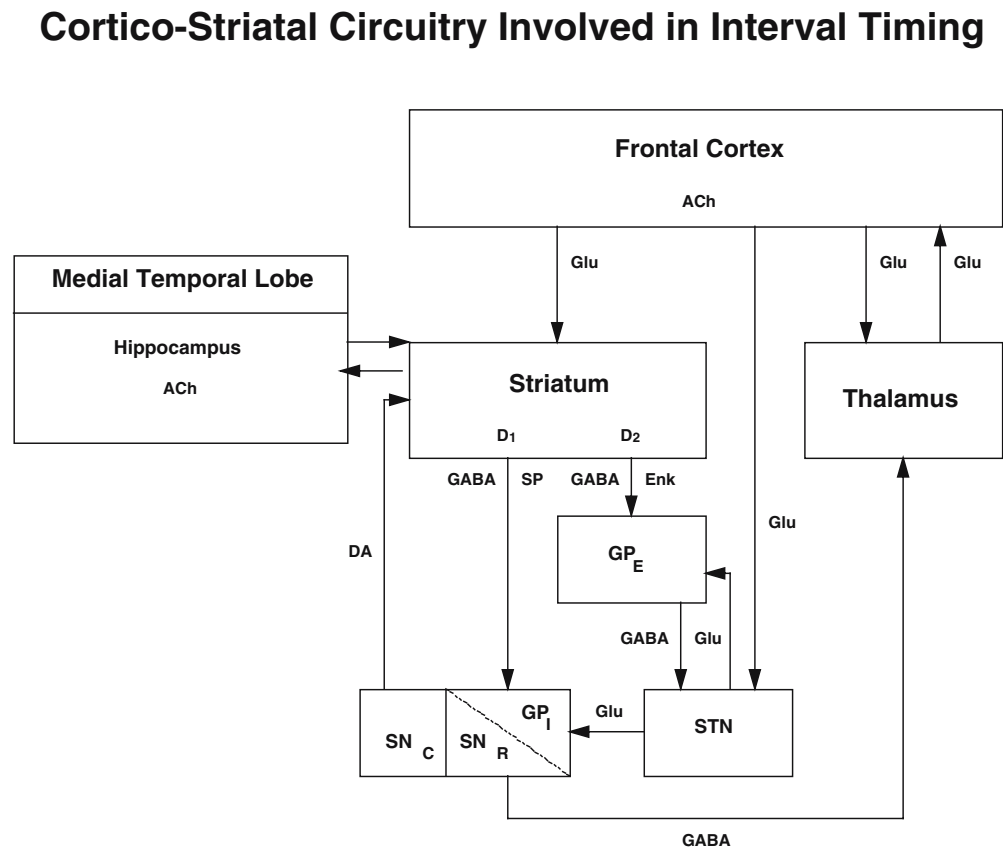 Cortico-Striatal Circuitry Involved in Interval Timing
Frontal Cortex
ACh
Glu
Glu
Glu
Medial Temporal Lobe
Hippocampus
ACh
Striatum
D1
D2
Thalamus
GABA
SP
GABA
Enk
Glu
DA
GPE
GABA
Glu
SNC
SNR
GPI
Glu
STN
GABA